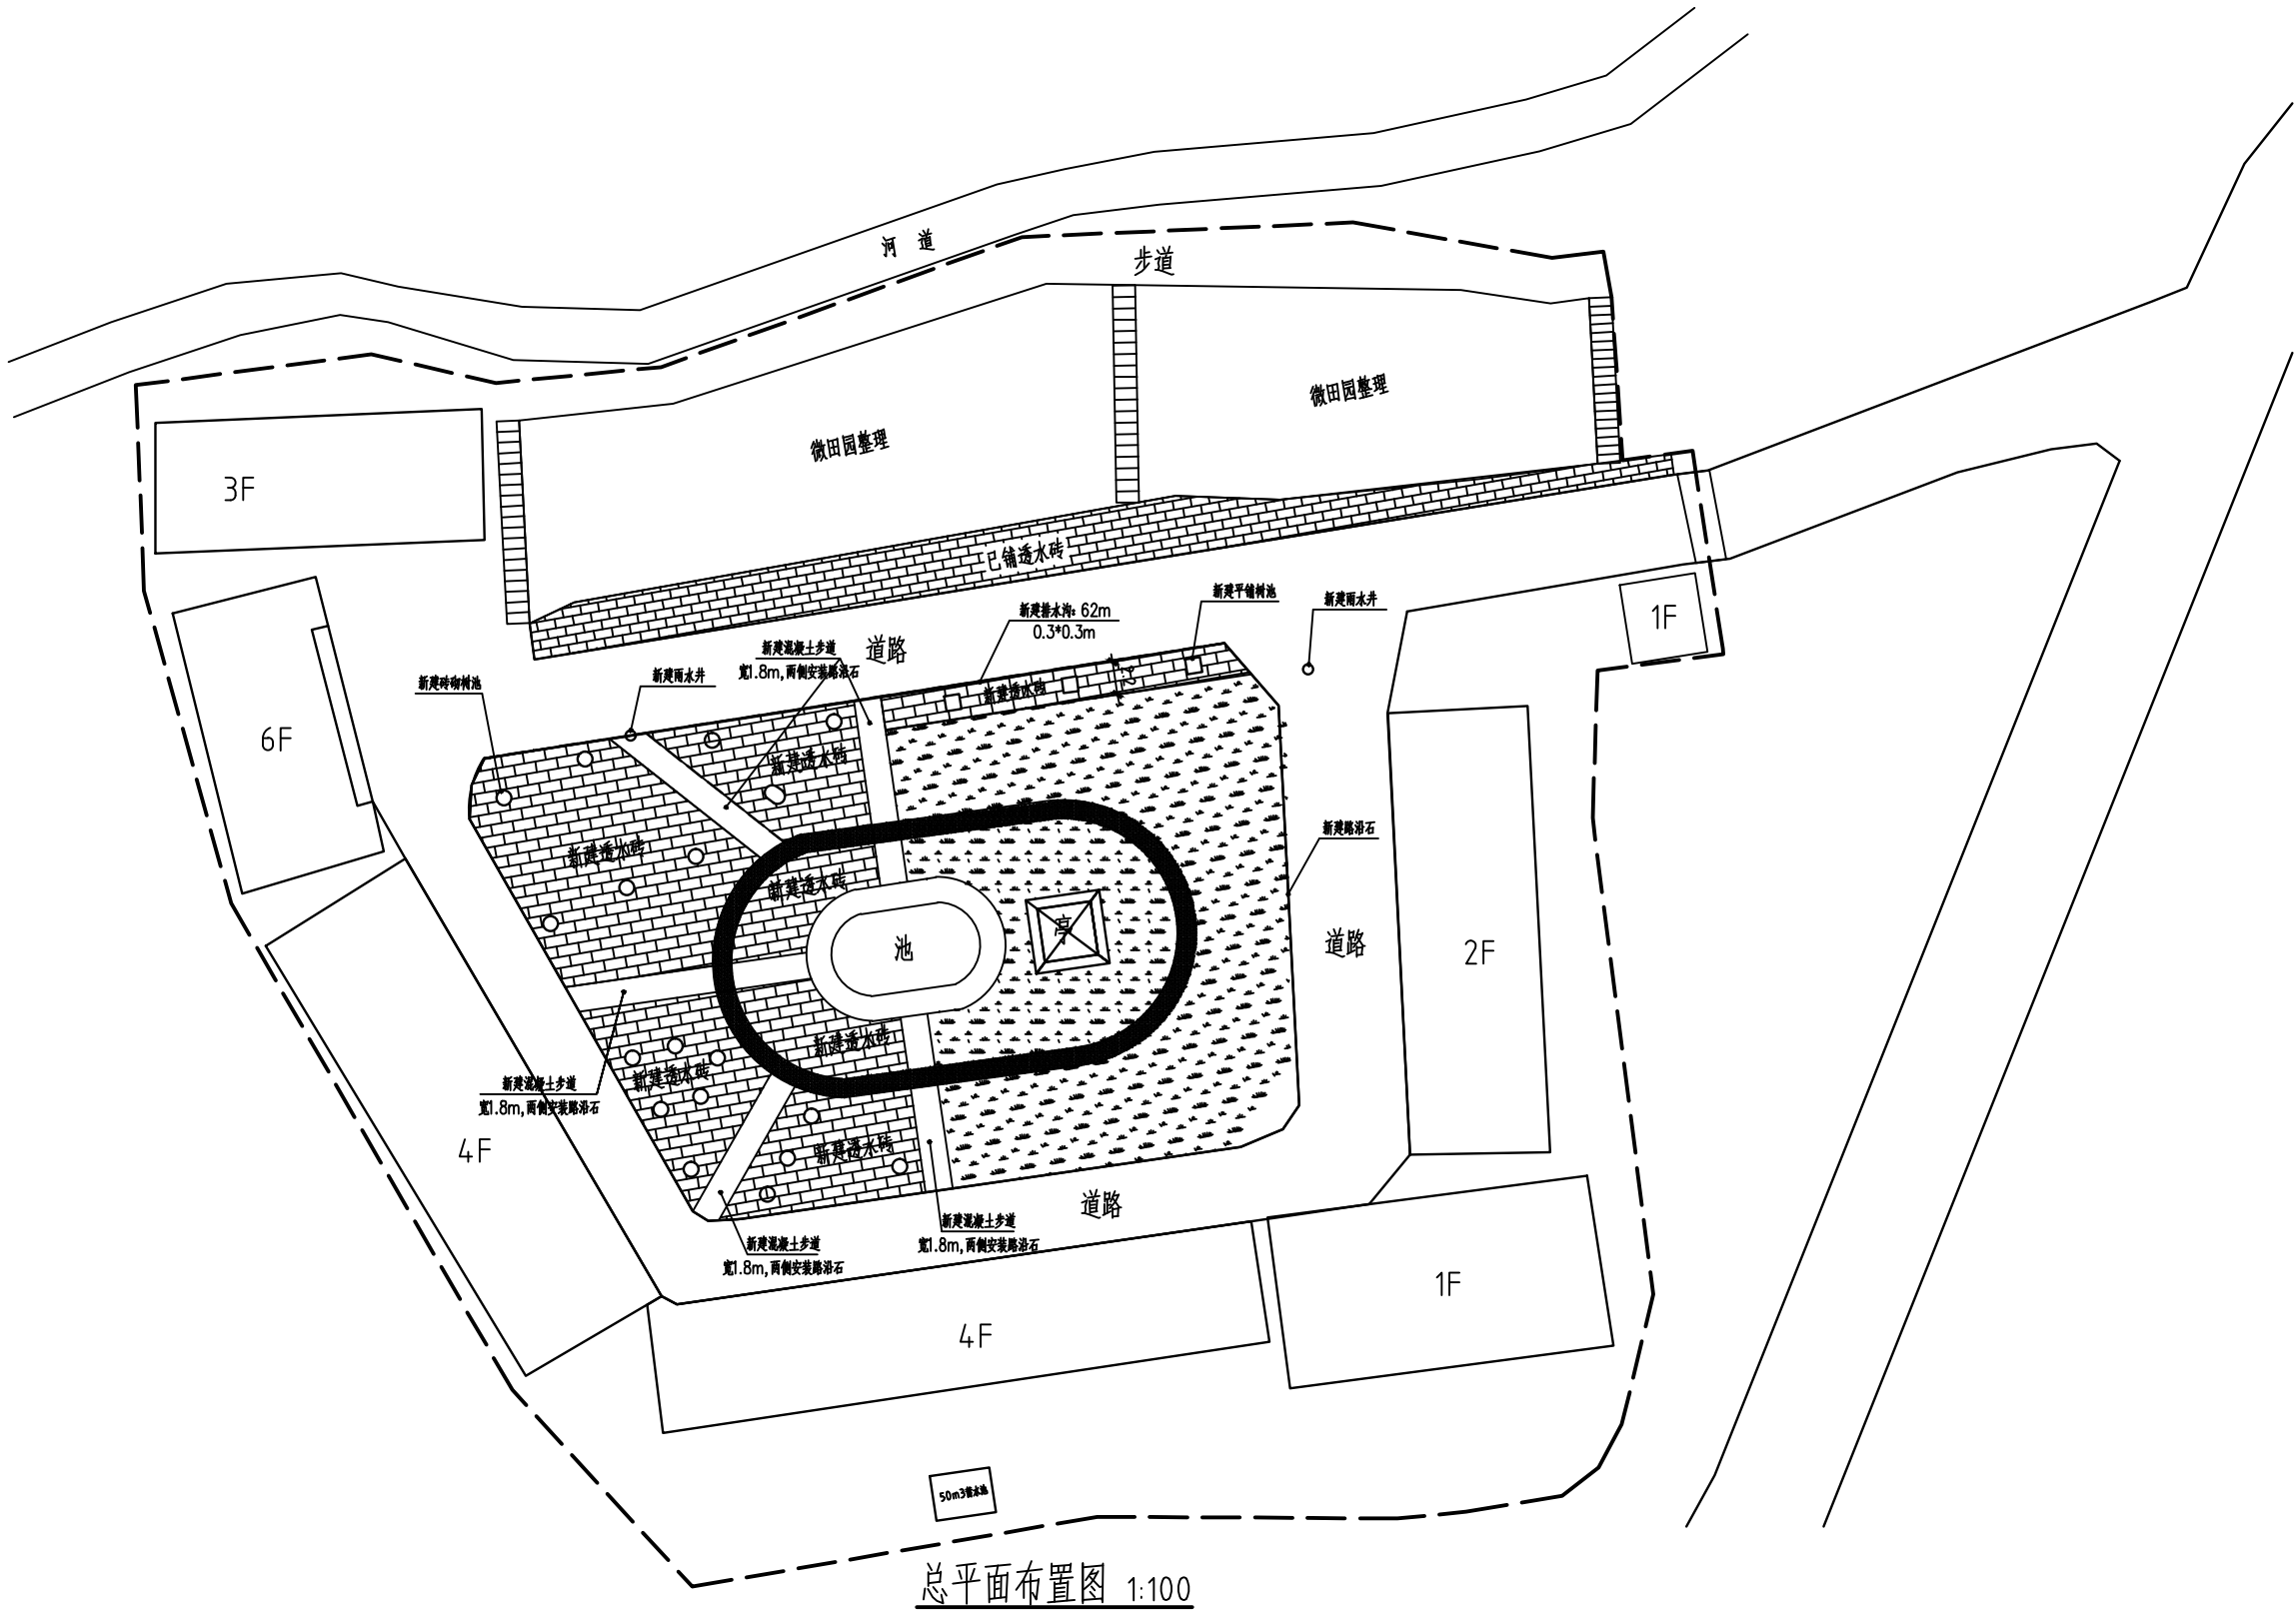 河 道
步道
微田园整理
微田园整理
3F
已铺透水砖
新建平铺树池
新建雨水井
新建排水沟: 62m
0.3*0.3m
1F
道路
新建混凝土步道
宽1.8m,两侧安装路沿石
新建雨水井
新建砖砌树池
新建透水砖
6F
新建透水砖
新建路沿石
新建透水砖
新建透水砖
池
亭
道路
2F
新建透水砖
新建透水砖
新建混凝土步道
宽1.8m,两侧安装路沿石
4F
新建透水砖
道路
新建混凝土步道
宽1.8m,两侧安装路沿石
新建混凝土步道
宽1.8m,两侧安装路沿石
1F
4F
50m3蓄水池
总平面布置图 1:100